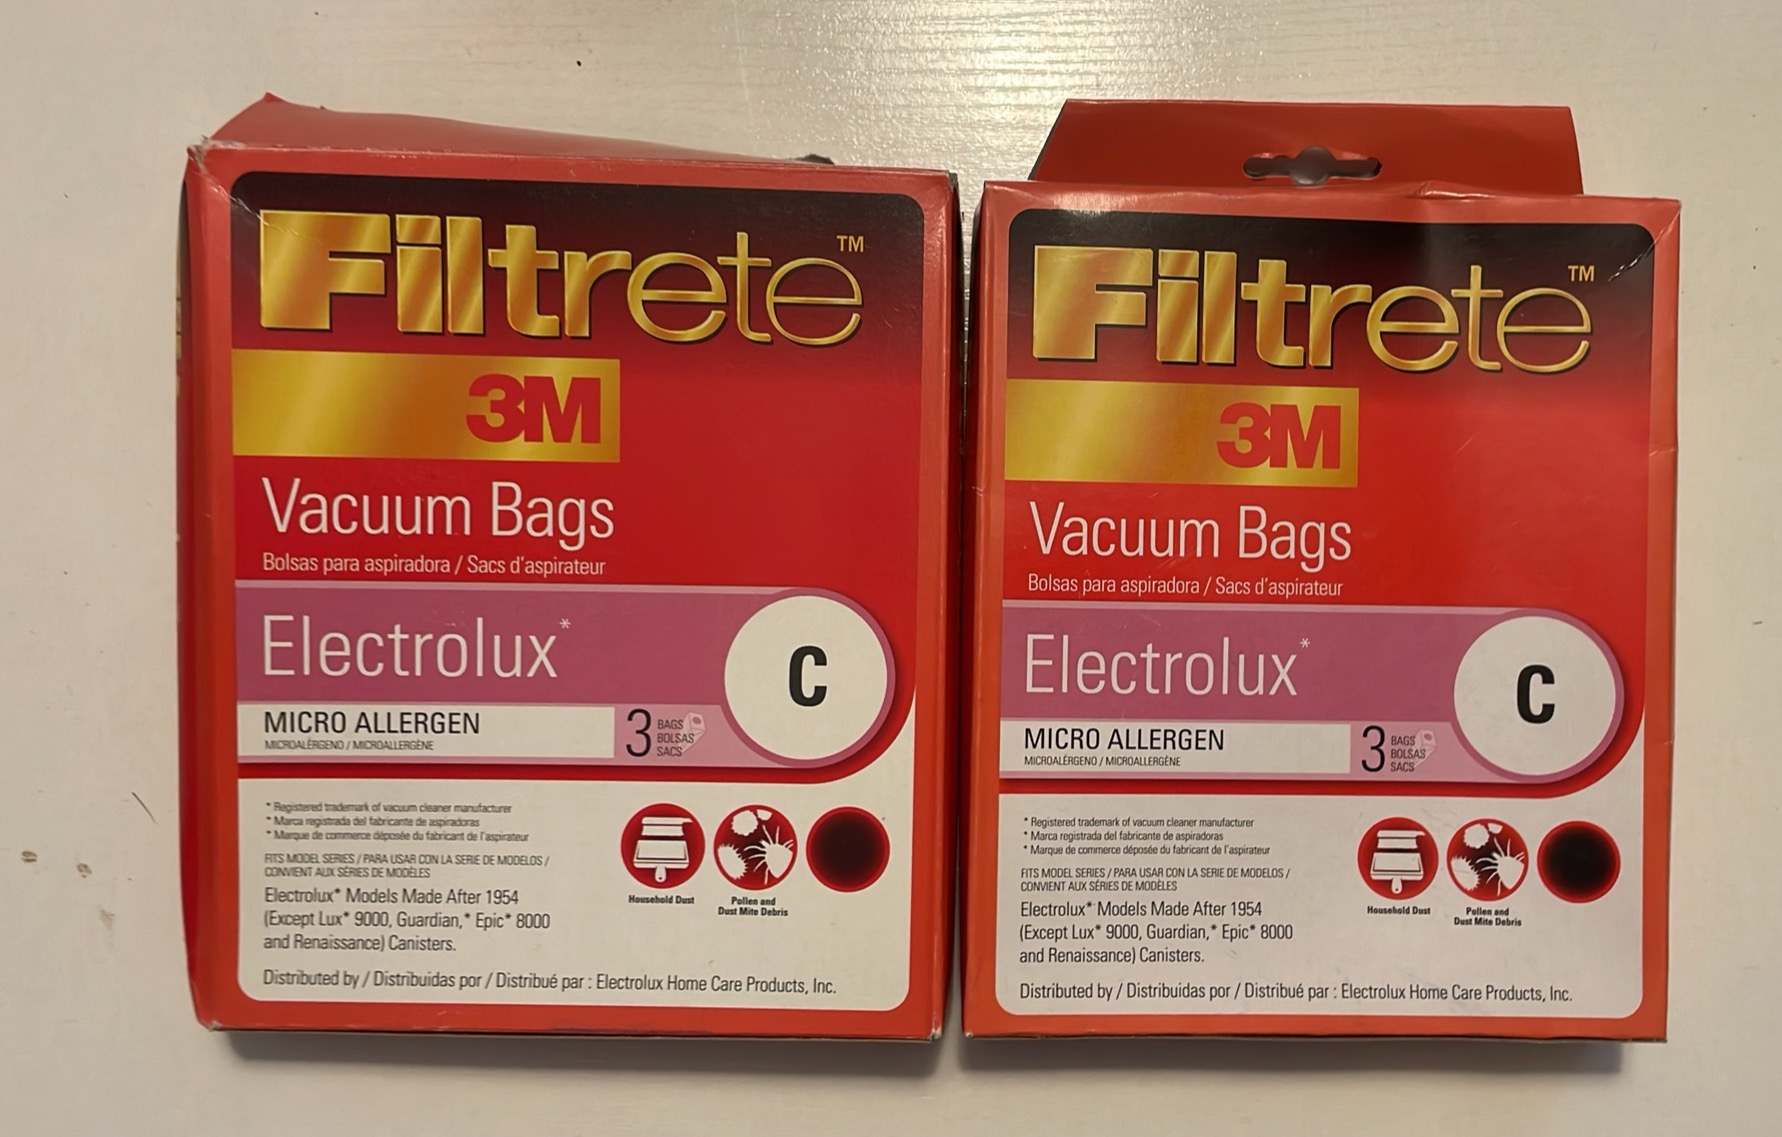 Filtrete™
3M
Vacuum Bags
Bolsas para aspiradora / Sacs d'aspirateur
Electrolux*
C
MICRO ALLERGEN
MICROALÉRGENO / MICROALLERGÈNE
3 BAGS
BOLSAS
SACS
* Registered trademark of vacuum cleaner manufacturer
* Marca registrada del fabricante de aspiradoras
* Marque de commerce déposée du fabricant de l'aspirateur
FITS MODEL SERIES / PARA USAR CON LA SERIE DE MODELOS /
CONVIENT AUX SÉRIES DE MODÈLES
Electrolux* Models Made After 1954
(Except Lux* 9000, Guardian,* Epic* 8000
and Renaissance) Canisters.
Household Dust
Pollen and
Dust Mite Debris
Distributed by / Distribuidas por / Distribué par : Electrolux Home Care Products, Inc.
Filtrete™
3M
Vacuum Bags
Bolsas para aspiradora / Sacs d'aspirateur
Electrolux*
C
MICRO ALLERGEN
MICROALÉRGENO / MICROALLERGÈNE
3 BAGS
BOLSAS
SACS
* Registered trademark of vacuum cleaner manufacturer
* Marca registrada del fabricante de aspiradoras
* Marque de commerce déposée du fabricant de l'aspirateur
FITS MODEL SERIES / PARA USAR CON LA SERIE DE MODELOS /
CONVIENT AUX SÉRIES DE MODÈLES
Electrolux* Models Made After 1954
(Except Lux* 9000, Guardian,* Epic* 8000
and Renaissance) Canisters.
Household Dust
Pollen and
Dust Mite Debris
Distributed by / Distribuidas por / Distribué par : Electrolux Home Care Products, Inc.